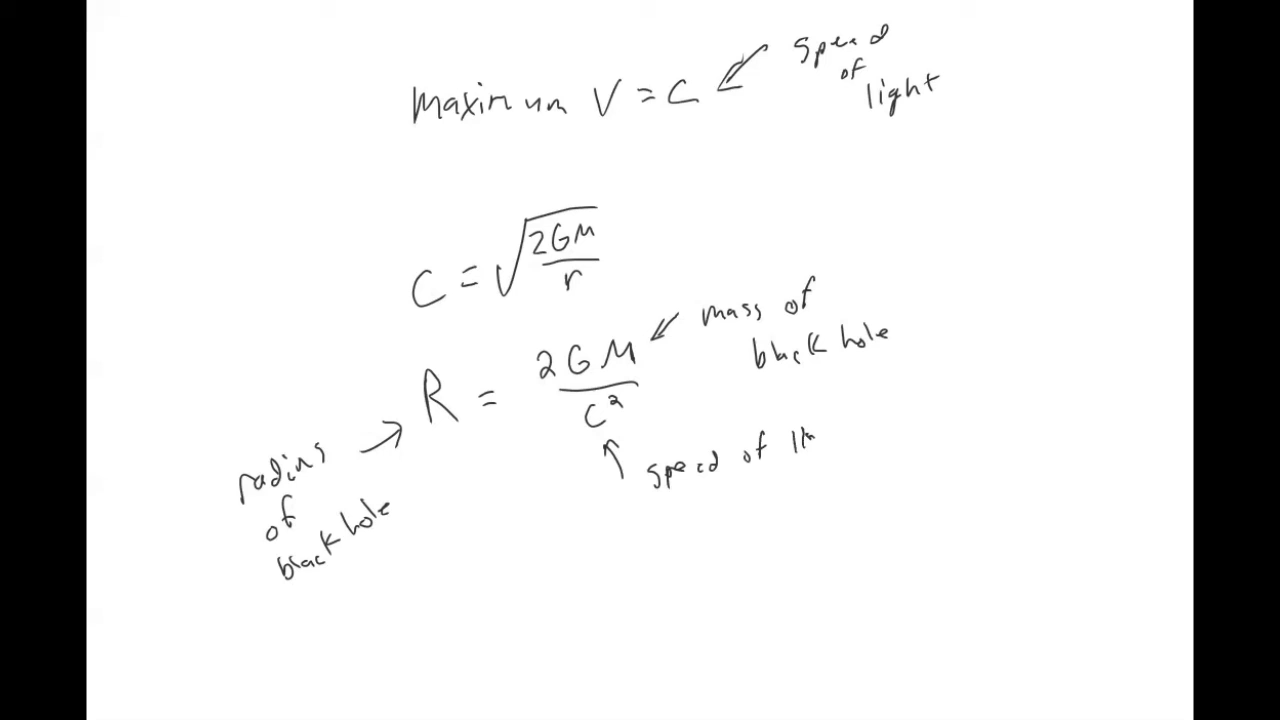 Maximum V = C
Speed
of
light
C = √(2GM/r)
R = 2GM/C²
mass of
black hole
radius
of
black hole
speed of